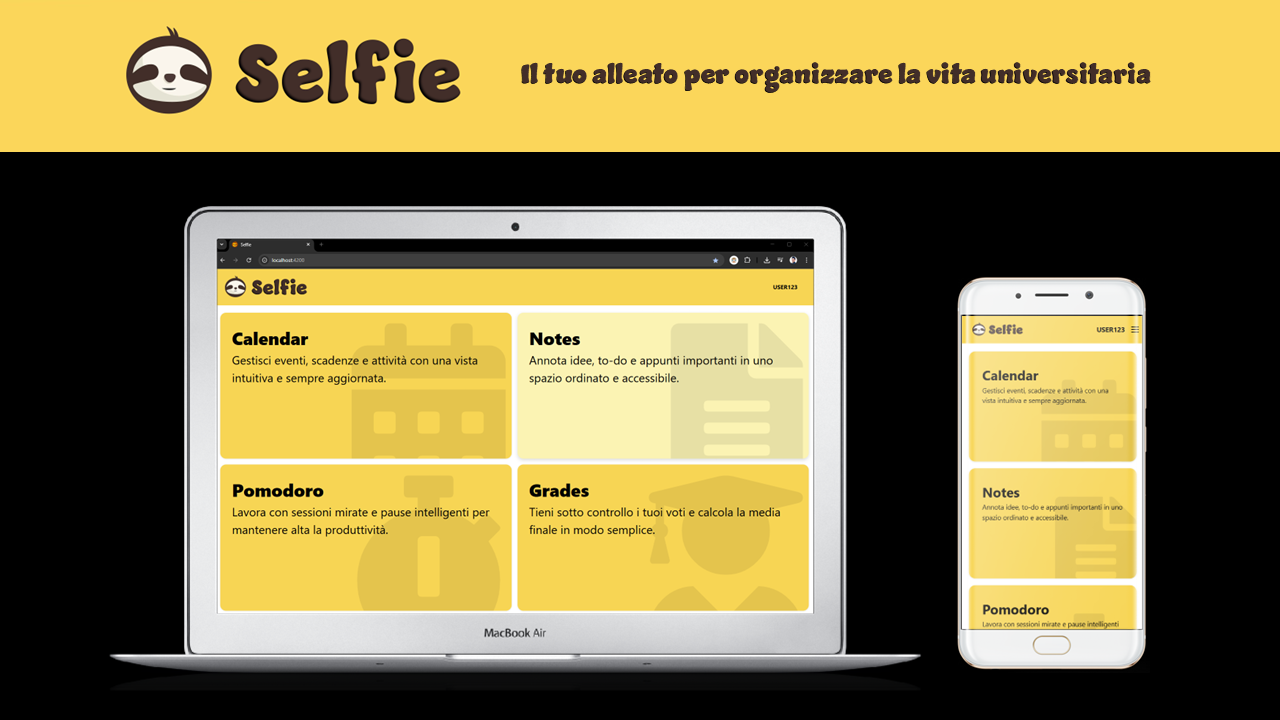 Selfie
Il tuo alleato per organizzare la vita universitaria
Selfie
localhost:4200
Selfie
USER123
Calendar
Gestisci eventi, scadenze e attività con una vista
intuitiva e sempre aggiornata.
Notes
Annota idee, to-do e appunti importanti in uno
spazio ordinato e accessibile.
Pomodoro
Lavora con sessioni mirate e pause intelligenti per
mantenere alta la produttività.
Grades
Tieni sotto controllo i tuoi voti e calcola la media
finale in modo semplice.
MacBook Air
Selfie
USER123
Calendar
Gestisci eventi, scadenze e attività con una
vista intuitiva e sempre aggiornata.
Notes
Annota idee, to-do e appunti importanti in uno
spazio ordinato e accessibile.
Pomodoro
Lavora con sessioni mirate e pause intelligenti